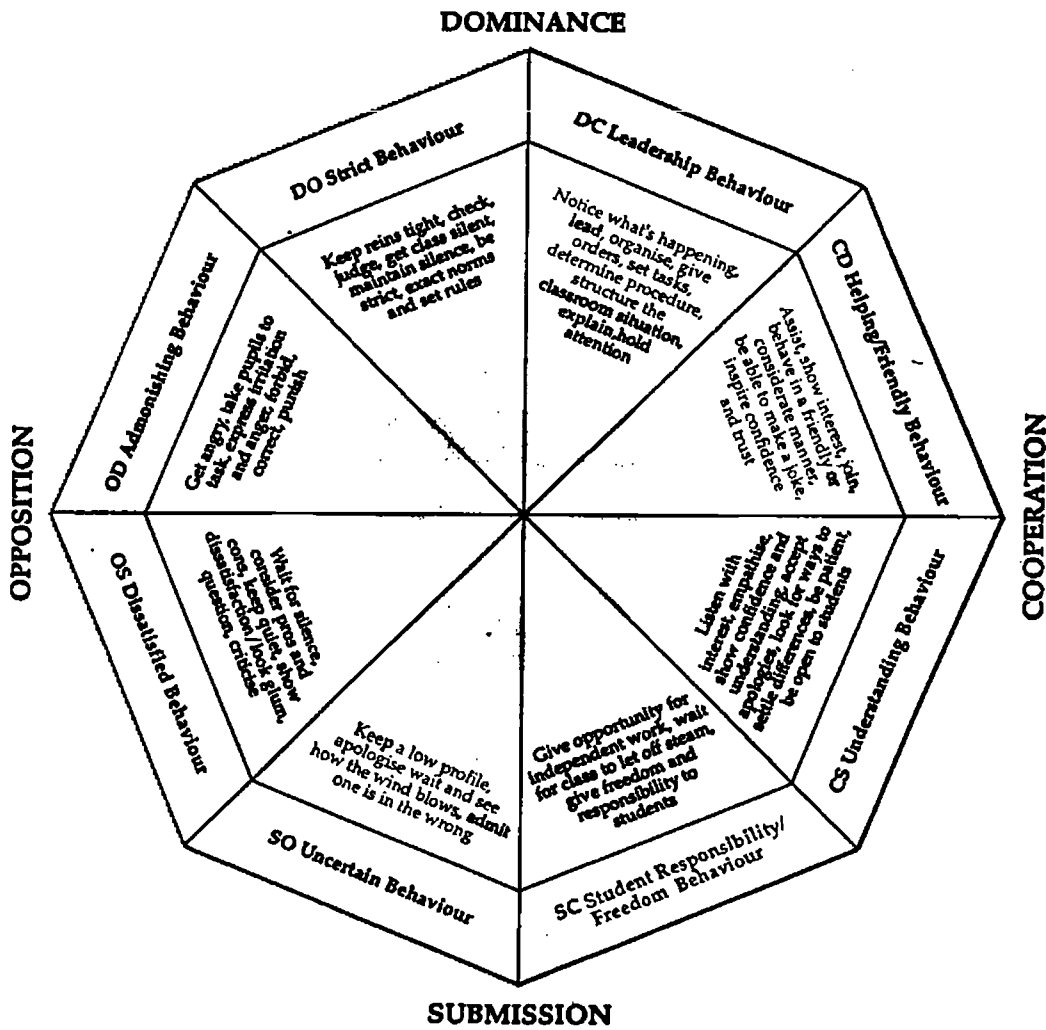 DOMINANCE
DO Strict Behaviour
Keep reins tight, check,
judge, get class silent,
maintain silence, be
strict, exact norms
and set rules
DC Leadership Behaviour
Notice what's happening,
lead, organise, give
orders, set tasks,
determine procedure,
structure the
classroom situation,
explain,hold
attention
CD Helping/Friendly Behaviour
Assist, show interest, join,
behave in a friendly or
considerate manner,
be able to make a joke,
inspire confidence
and trust
COOPERATION
CS Understanding Behaviour
Listen with
interest, empathise,
show confidence and
understanding, accept
apologies, look for ways to
settle differences, be patient,
be open to students
SC Student Responsibility/
Freedom Behaviour
Give opportunity for
independent work, wait
for class to let off steam,
give freedom and
responsibility to
students
SUBMISSION
SO Uncertain Behaviour
Keep a low profile,
apologise wait and see
how the wind blows, admit
one is in the wrong
OS Dissatisfied Behaviour
Wait for silence,
consider pros and
cons, keep quiet, show
dissatisfaction/look glum,
question, criticise
OPPOSITION
OD Admonishing Behaviour
Get angry, take pupils to
task, express irritation
and anger, forbid,
correct, punish